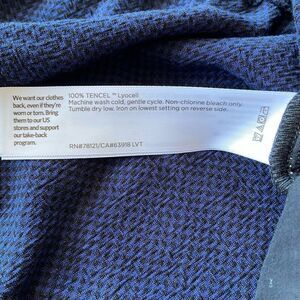 We want our clothes
back, even if they're
worn or torn. Bring
them to our US
stores and support
our take-back
program.
100% TENCEL ™ Lyocell
Machine wash cold, gentle cycle. Non-chlorine bleach only.
Tumble dry low. Iron on lowest setting on reverse side.
RN#78121/CA#63918 LVT